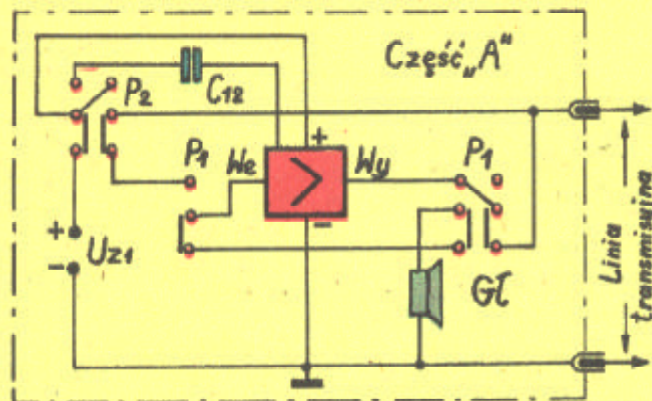 Część „A"
P2
C12
+
P1
We
Wy
P1
+
-
Uz1
-
Gł
Linia
transmisyjna